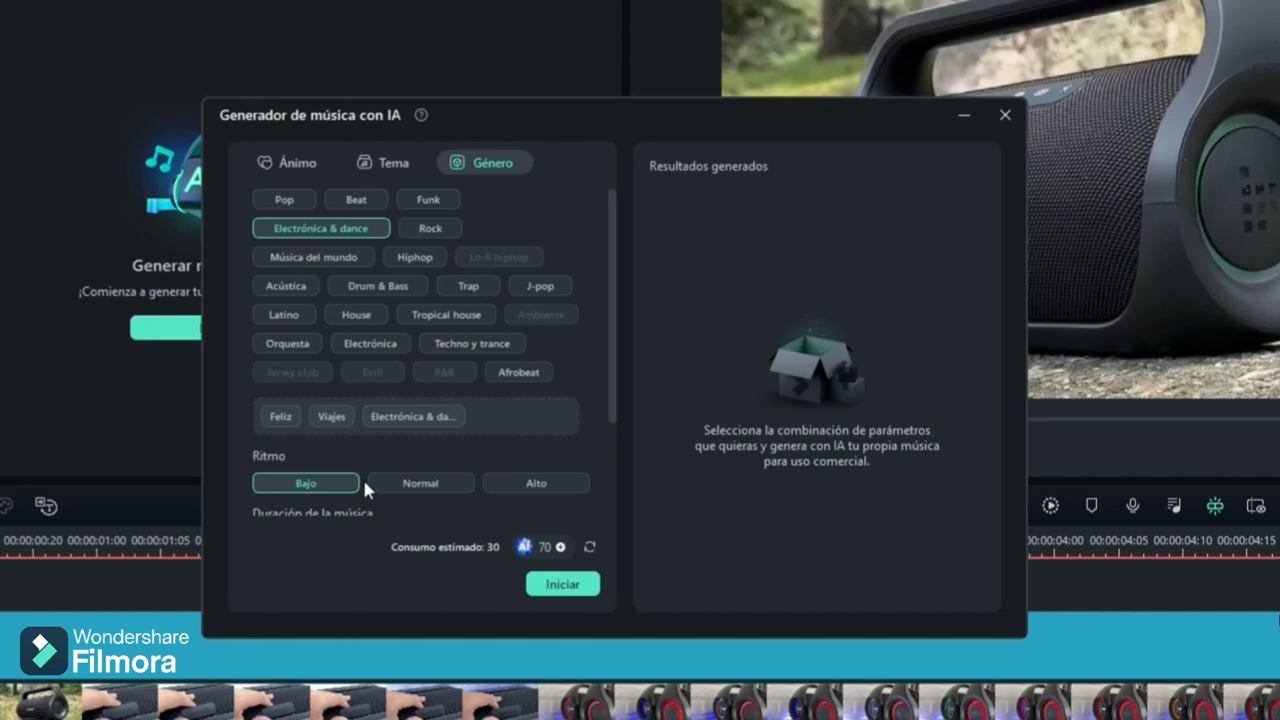 Generador de música con IA
Ánimo Tema Género
Pop Beat Funk
Electrónica & dance Rock
Música del mundo Hiphop Lo-fi hiphop
Acústica Drum & Bass Trap J-pop
Latino House Tropical house Ambiente
Orquesta Electrónica Techno y trance
Jersey club Drill R&B Afrobeat
Feliz Viajes Electrónica & da...
Ritmo
Bajo Normal Alto
Duración de la música
Consumo estimado: 30 AI 70
Iniciar
Resultados generados
Selecciona la combinación de parámetros
que quieras y genera con IA tu propia música
para uso comercial.
Generar
¡Comienza a generar tu
00:00:00:20 00:00:01:00 00:00:01:05
00:00:04:00 00:00:04:05 00:00:04:10 00:00:04:15
Wondershare
Filmora